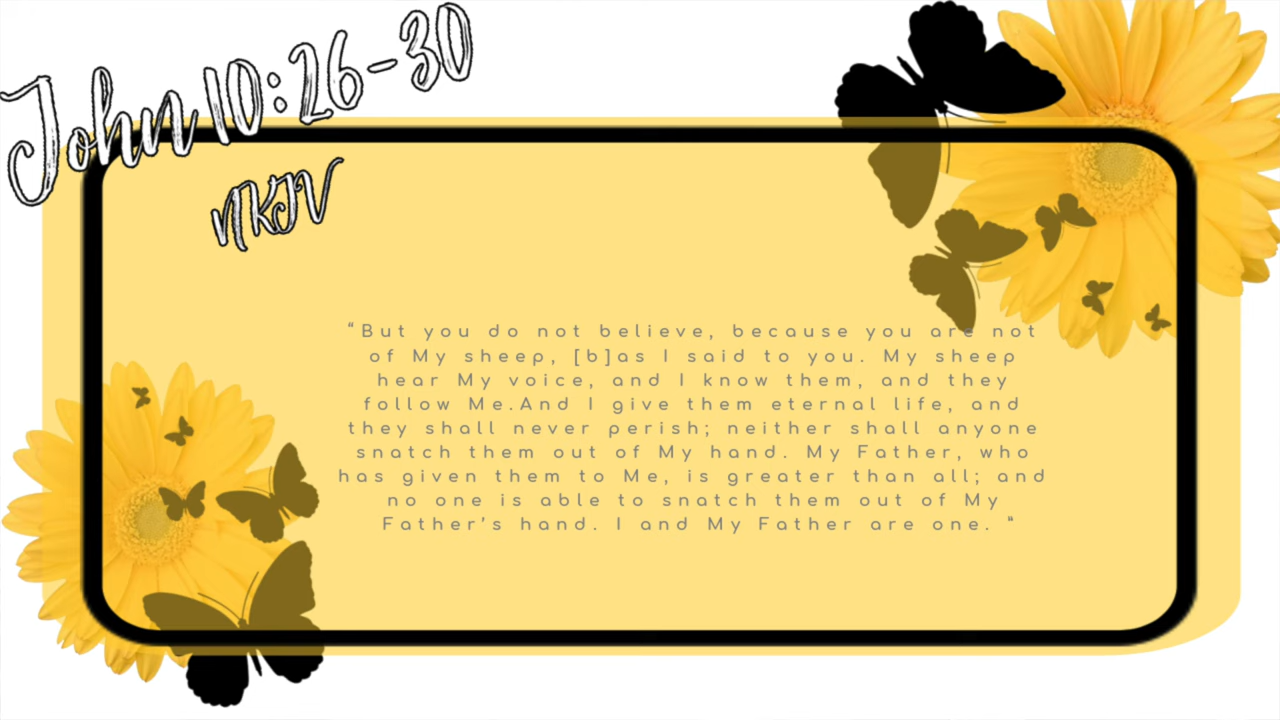 John 10:26-30
NKJV
“But you do not believe, because you are not
of My sheep, [b]as I said to you. My sheep
hear My voice, and I know them, and they
follow Me.And I give them eternal life, and
they shall never perish; neither shall anyone
snatch them out of My hand. My Father, who
has given them to Me, is greater than all; and
no one is able to snatch them out of My
Father’s hand. I and My Father are one. ”